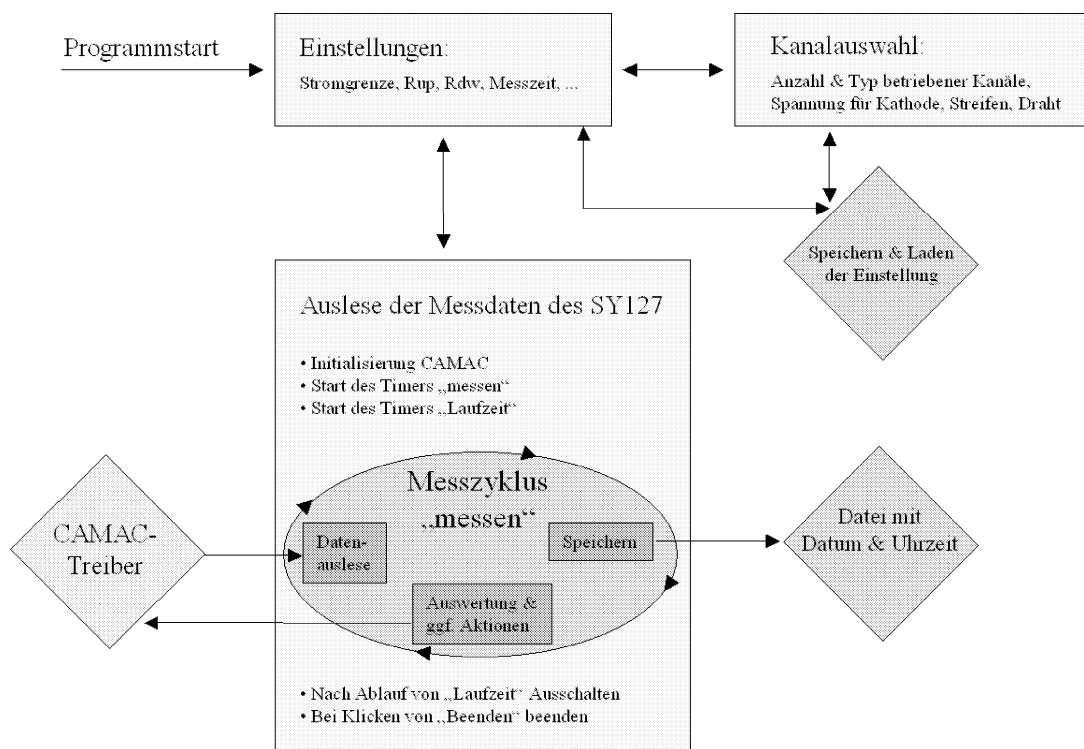 Programmstart
Einstellungen:
Stromgrenze, Rup, Rdw, Messzeit, ...
Kanalauswahl:
Anzahl & Typ betriebener Kanäle,
Spannung für Kathode, Streifen, Draht
Speichern & Laden
der Einstellung
Auslese der Messdaten des SY127
• Initialisierung CAMAC
• Start des Timers „messen“
• Start des Timers „Laufzeit“
Messzyklus
„messen“
CAMAC-
Treiber
Daten-
auslese
Speichern
Auswertung &
ggf. Aktionen
Datei mit
Datum & Uhrzeit
• Nach Ablauf von „Laufzeit“ Ausschalten
• Bei Klicken von „Beenden“ beenden